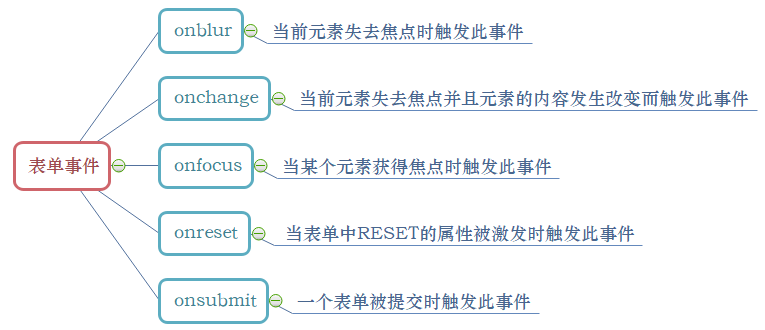 onblur
当前元素失去焦点时触发此事件
onchange
当前元素失去焦点并且元素的内容发生改变而触发此事件
表单事件
onfocus
当某个元素获得焦点时触发此事件
onreset
当表单中RESET的属性被激发时触发此事件
onsubmit
一个表单被提交时触发此事件